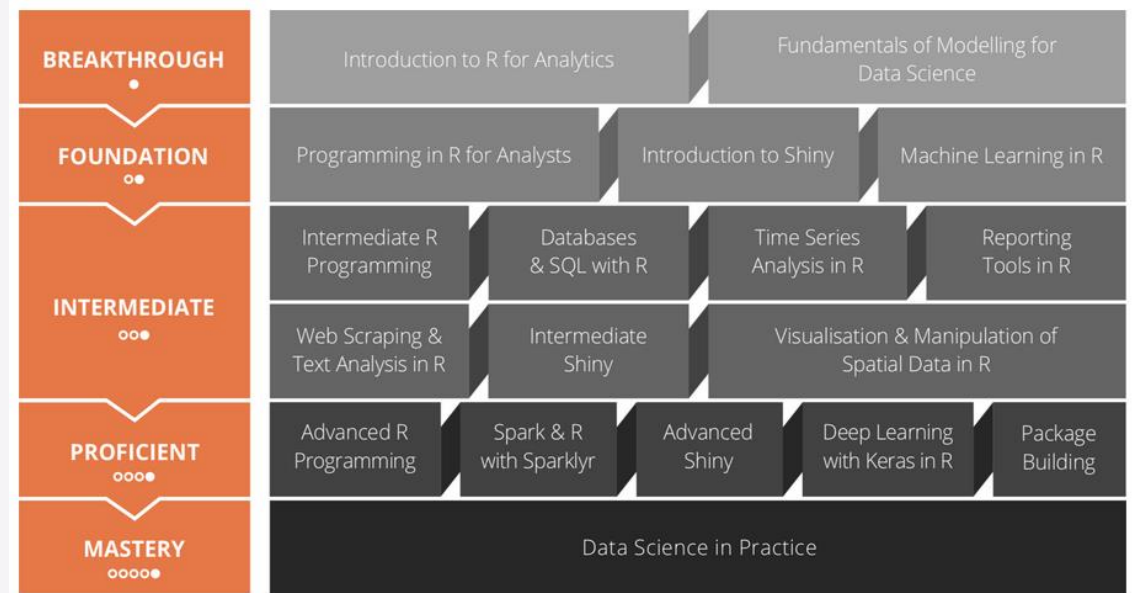 BREAKTHROUGH
Introduction to R for Analytics
Fundamentals of Modelling for
Data Science
FOUNDATION
Programming in R for Analysts
Introduction to Shiny
Machine Learning in R
INTERMEDIATE
Intermediate R
Programming
Databases
& SQL with R
Time Series
Analysis in R
Reporting
Tools in R
Web Scraping &
Text Analysis in R
Intermediate
Shiny
Visualisation & Manipulation of
Spatial Data in R
PROFICIENT
Advanced R
Programming
Spark & R
with Sparklyr
Advanced
Shiny
Deep Learning
with Keras in R
Package
Building
MASTERY
Data Science in Practice